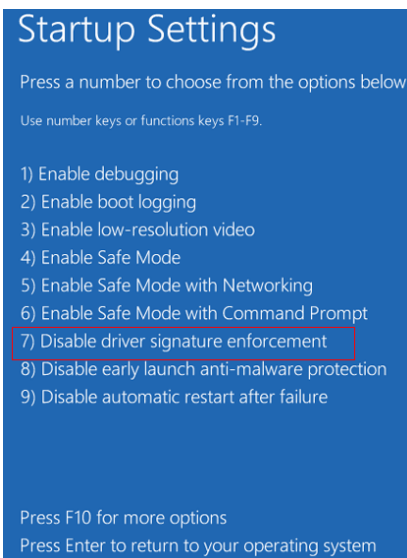 Startup Settings
Press a number to choose from the options below
Use number keys or functions keys F1-F9.
1) Enable debugging
2) Enable boot logging
3) Enable low-resolution video
4) Enable Safe Mode
5) Enable Safe Mode with Networking
6) Enable Safe Mode with Command Prompt
7) Disable driver signature enforcement
8) Disable early launch anti-malware protection
9) Disable automatic restart after failure
Press F10 for more options
Press Enter to return to your operating system